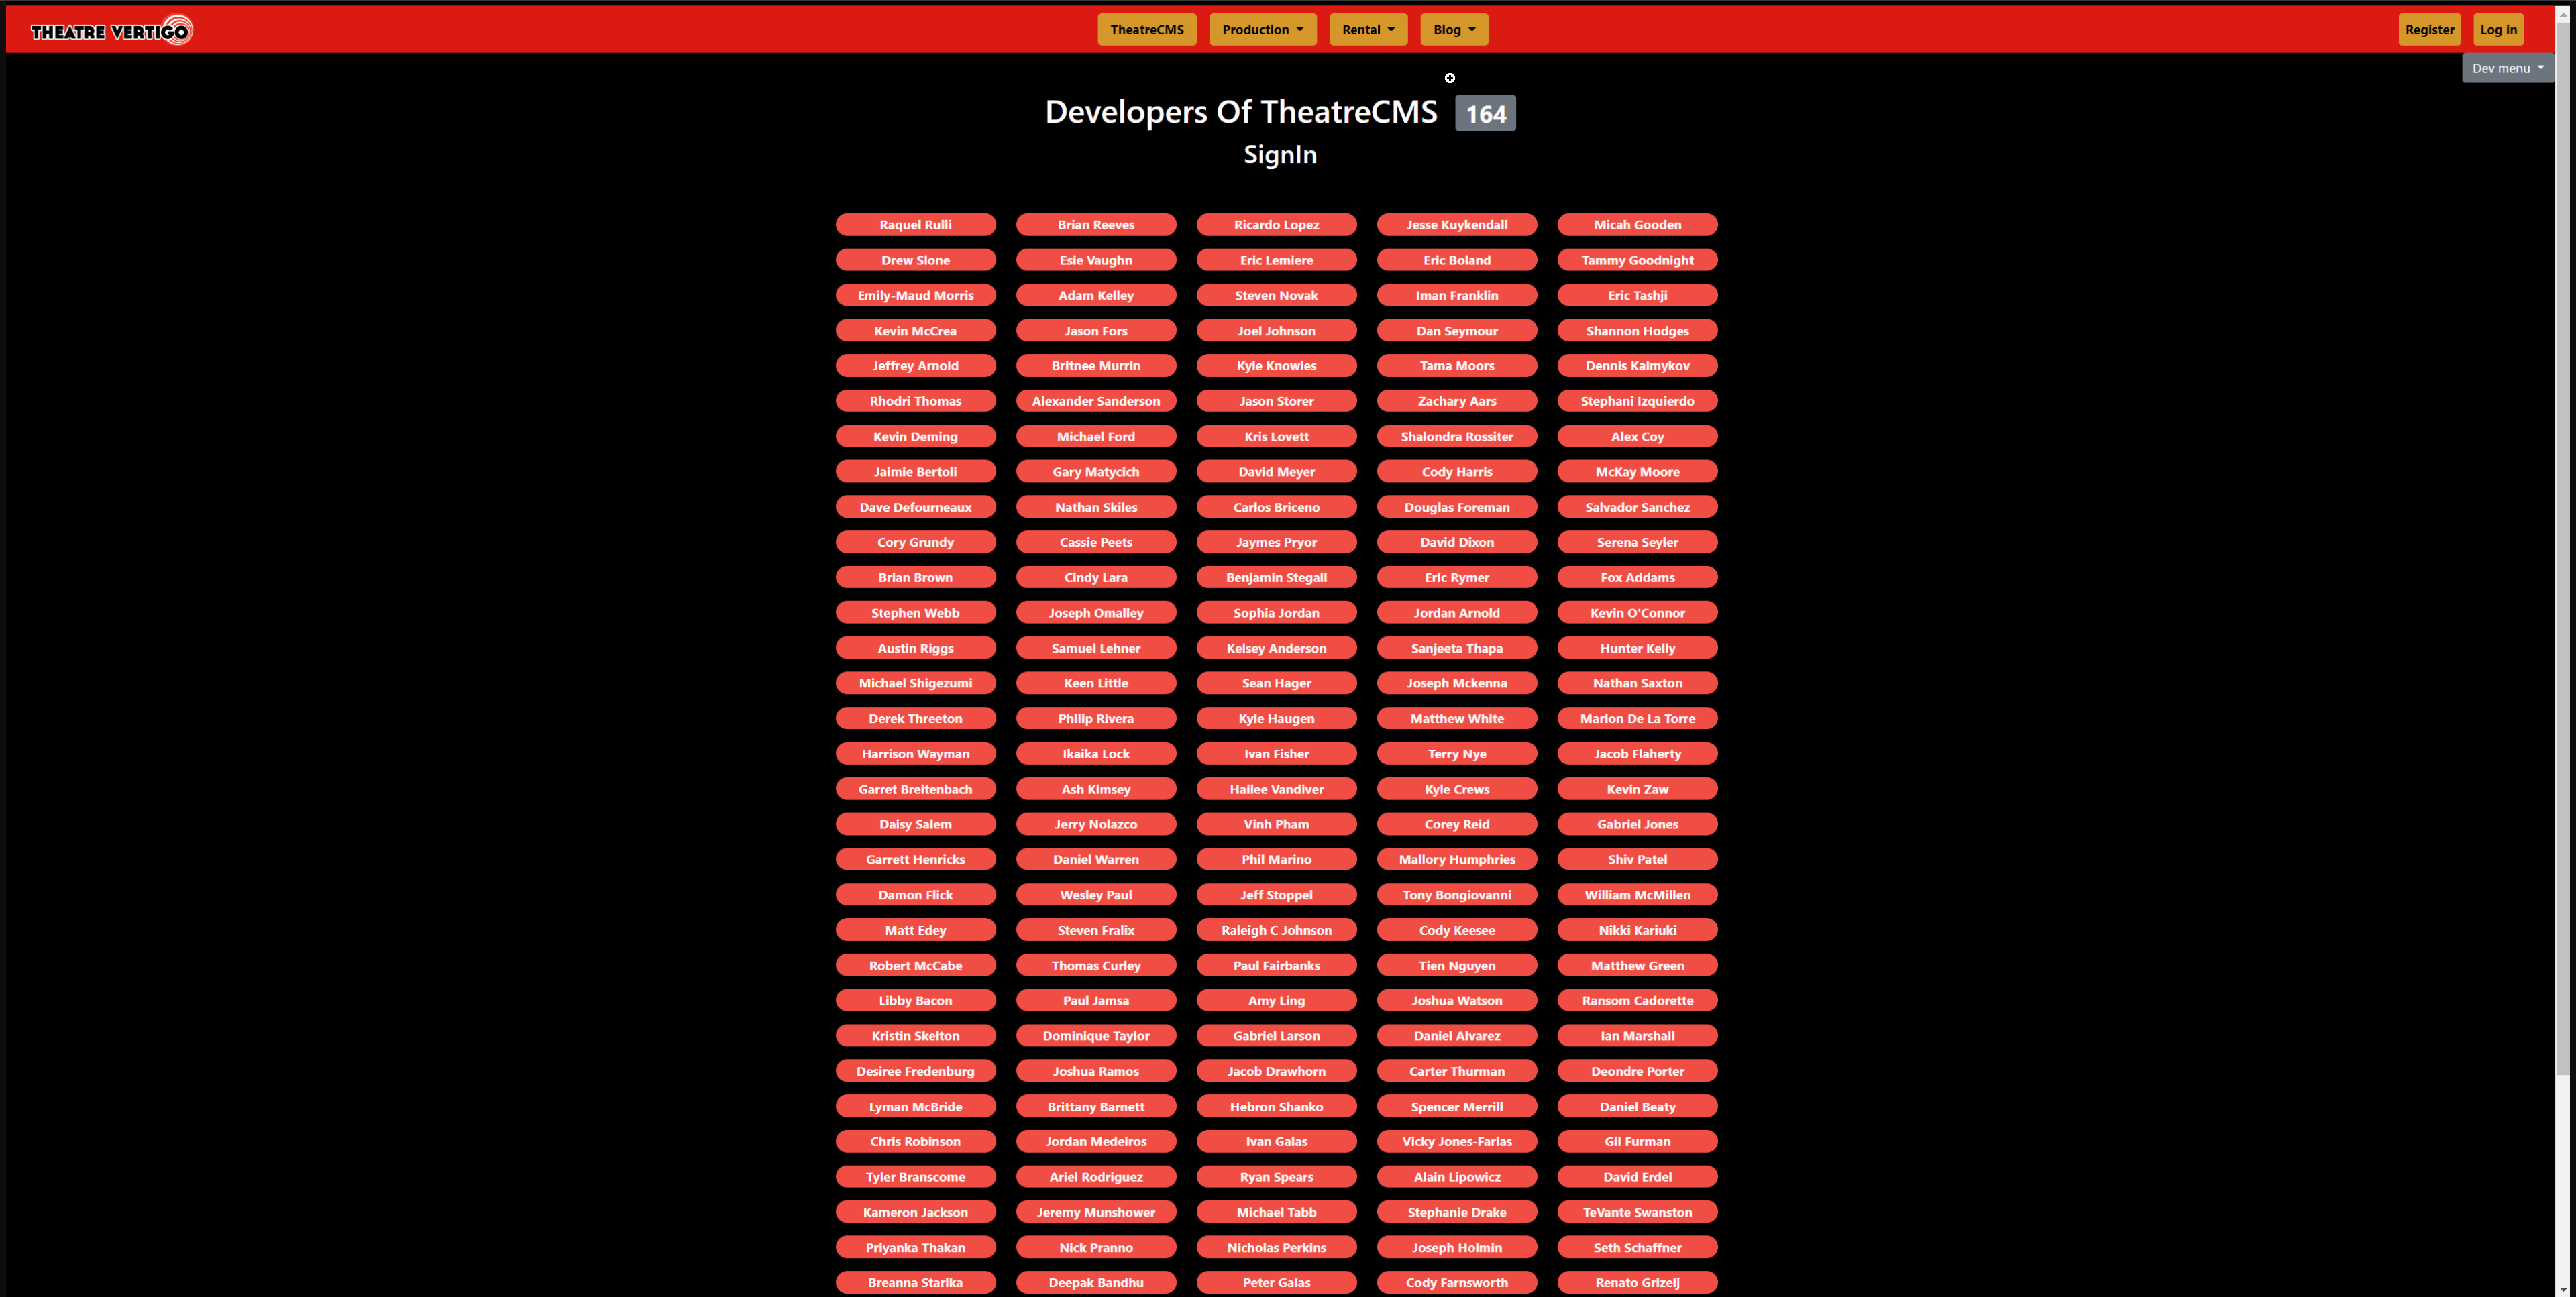 THEATRE VERTIGO TheatreCMS Production Rental Blog Register Log in
Dev menu
Developers Of TheatreCMS 164
SignIn
Raquel Rulli Brian Reeves Ricardo Lopez Jesse Kuykendall Micah Gooden
Drew Slone Esie Vaughn Eric Lemiere Eric Boland Tammy Goodnight
Emily-Maud Morris Adam Kelley Steven Novak Iman Franklin Eric Tashji
Kevin McCrea Jason Fors Joel Johnson Dan Seymour Shannon Hodges
Jeffrey Arnold Britnee Murrin Kyle Knowles Tama Moors Dennis Kalmykov
Rhodri Thomas Alexander Sanderson Jason Storer Zachary Aars Stephani Izquierdo
Kevin Deming Michael Ford Kris Lovett Shalondra Rossiter Alex Coy
Jaimie Bertoli Gary Matycich David Meyer Cody Harris McKay Moore
Dave Defourneaux Nathan Skiles Carlos Briceno Douglas Foreman Salvador Sanchez
Cory Grundy Cassie Peets Jaymes Pryor David Dixon Serena Seyler
Brian Brown Cindy Lara Benjamin Stegall Eric Rymer Fox Addams
Stephen Webb Joseph Omalley Sophia Jordan Jordan Arnold Kevin O'Connor
Austin Riggs Samuel Lehner Kelsey Anderson Sanjeeta Thapa Hunter Kelly
Michael Shigezumi Keen Little Sean Hager Joseph Mckenna Nathan Saxton
Derek Threeton Philip Rivera Kyle Haugen Matthew White Marlon De La Torre
Harrison Wayman Ikaika Lock Ivan Fisher Terry Nye Jacob Flaherty
Garret Breitenbach Ash Kimsey Hailee Vandiver Kyle Crews Kevin Zaw
Daisy Salem Jerry Nolazco Vinh Pham Corey Reid Gabriel Jones
Garrett Henricks Daniel Warren Phil Marino Mallory Humphries Shiv Patel
Damon Flick Wesley Paul Jeff Stoppel Tony Bongiovanni William McMillen
Matt Edey Steven Fralix Raleigh C Johnson Cody Keesee Nikki Kariuki
Robert McCabe Thomas Curley Paul Fairbanks Tien Nguyen Matthew Green
Libby Bacon Paul Jamsa Amy Ling Joshua Watson Ransom Cadorette
Kristin Skelton Dominique Taylor Gabriel Larson Daniel Alvarez Ian Marshall
Desiree Fredenburg Joshua Ramos Jacob Drawhorn Carter Thurman Deondre Porter
Lyman McBride Brittany Barnett Hebron Shanko Spencer Merrill Daniel Beaty
Chris Robinson Jordan Medeiros Ivan Galas Vicky Jones-Farias Gil Furman
Tyler Branscome Ariel Rodriguez Ryan Spears Alain Lipowicz David Erdel
Kameron Jackson Jeremy Munshower Michael Tabb Stephanie Drake TeVante Swanston
Priyanka Thakan Nick Pranno Nicholas Perkins Joseph Holmin Seth Schaffner
Breanna Starika Deepak Bandhu Peter Galas Cody Farnsworth Renato Grizelj